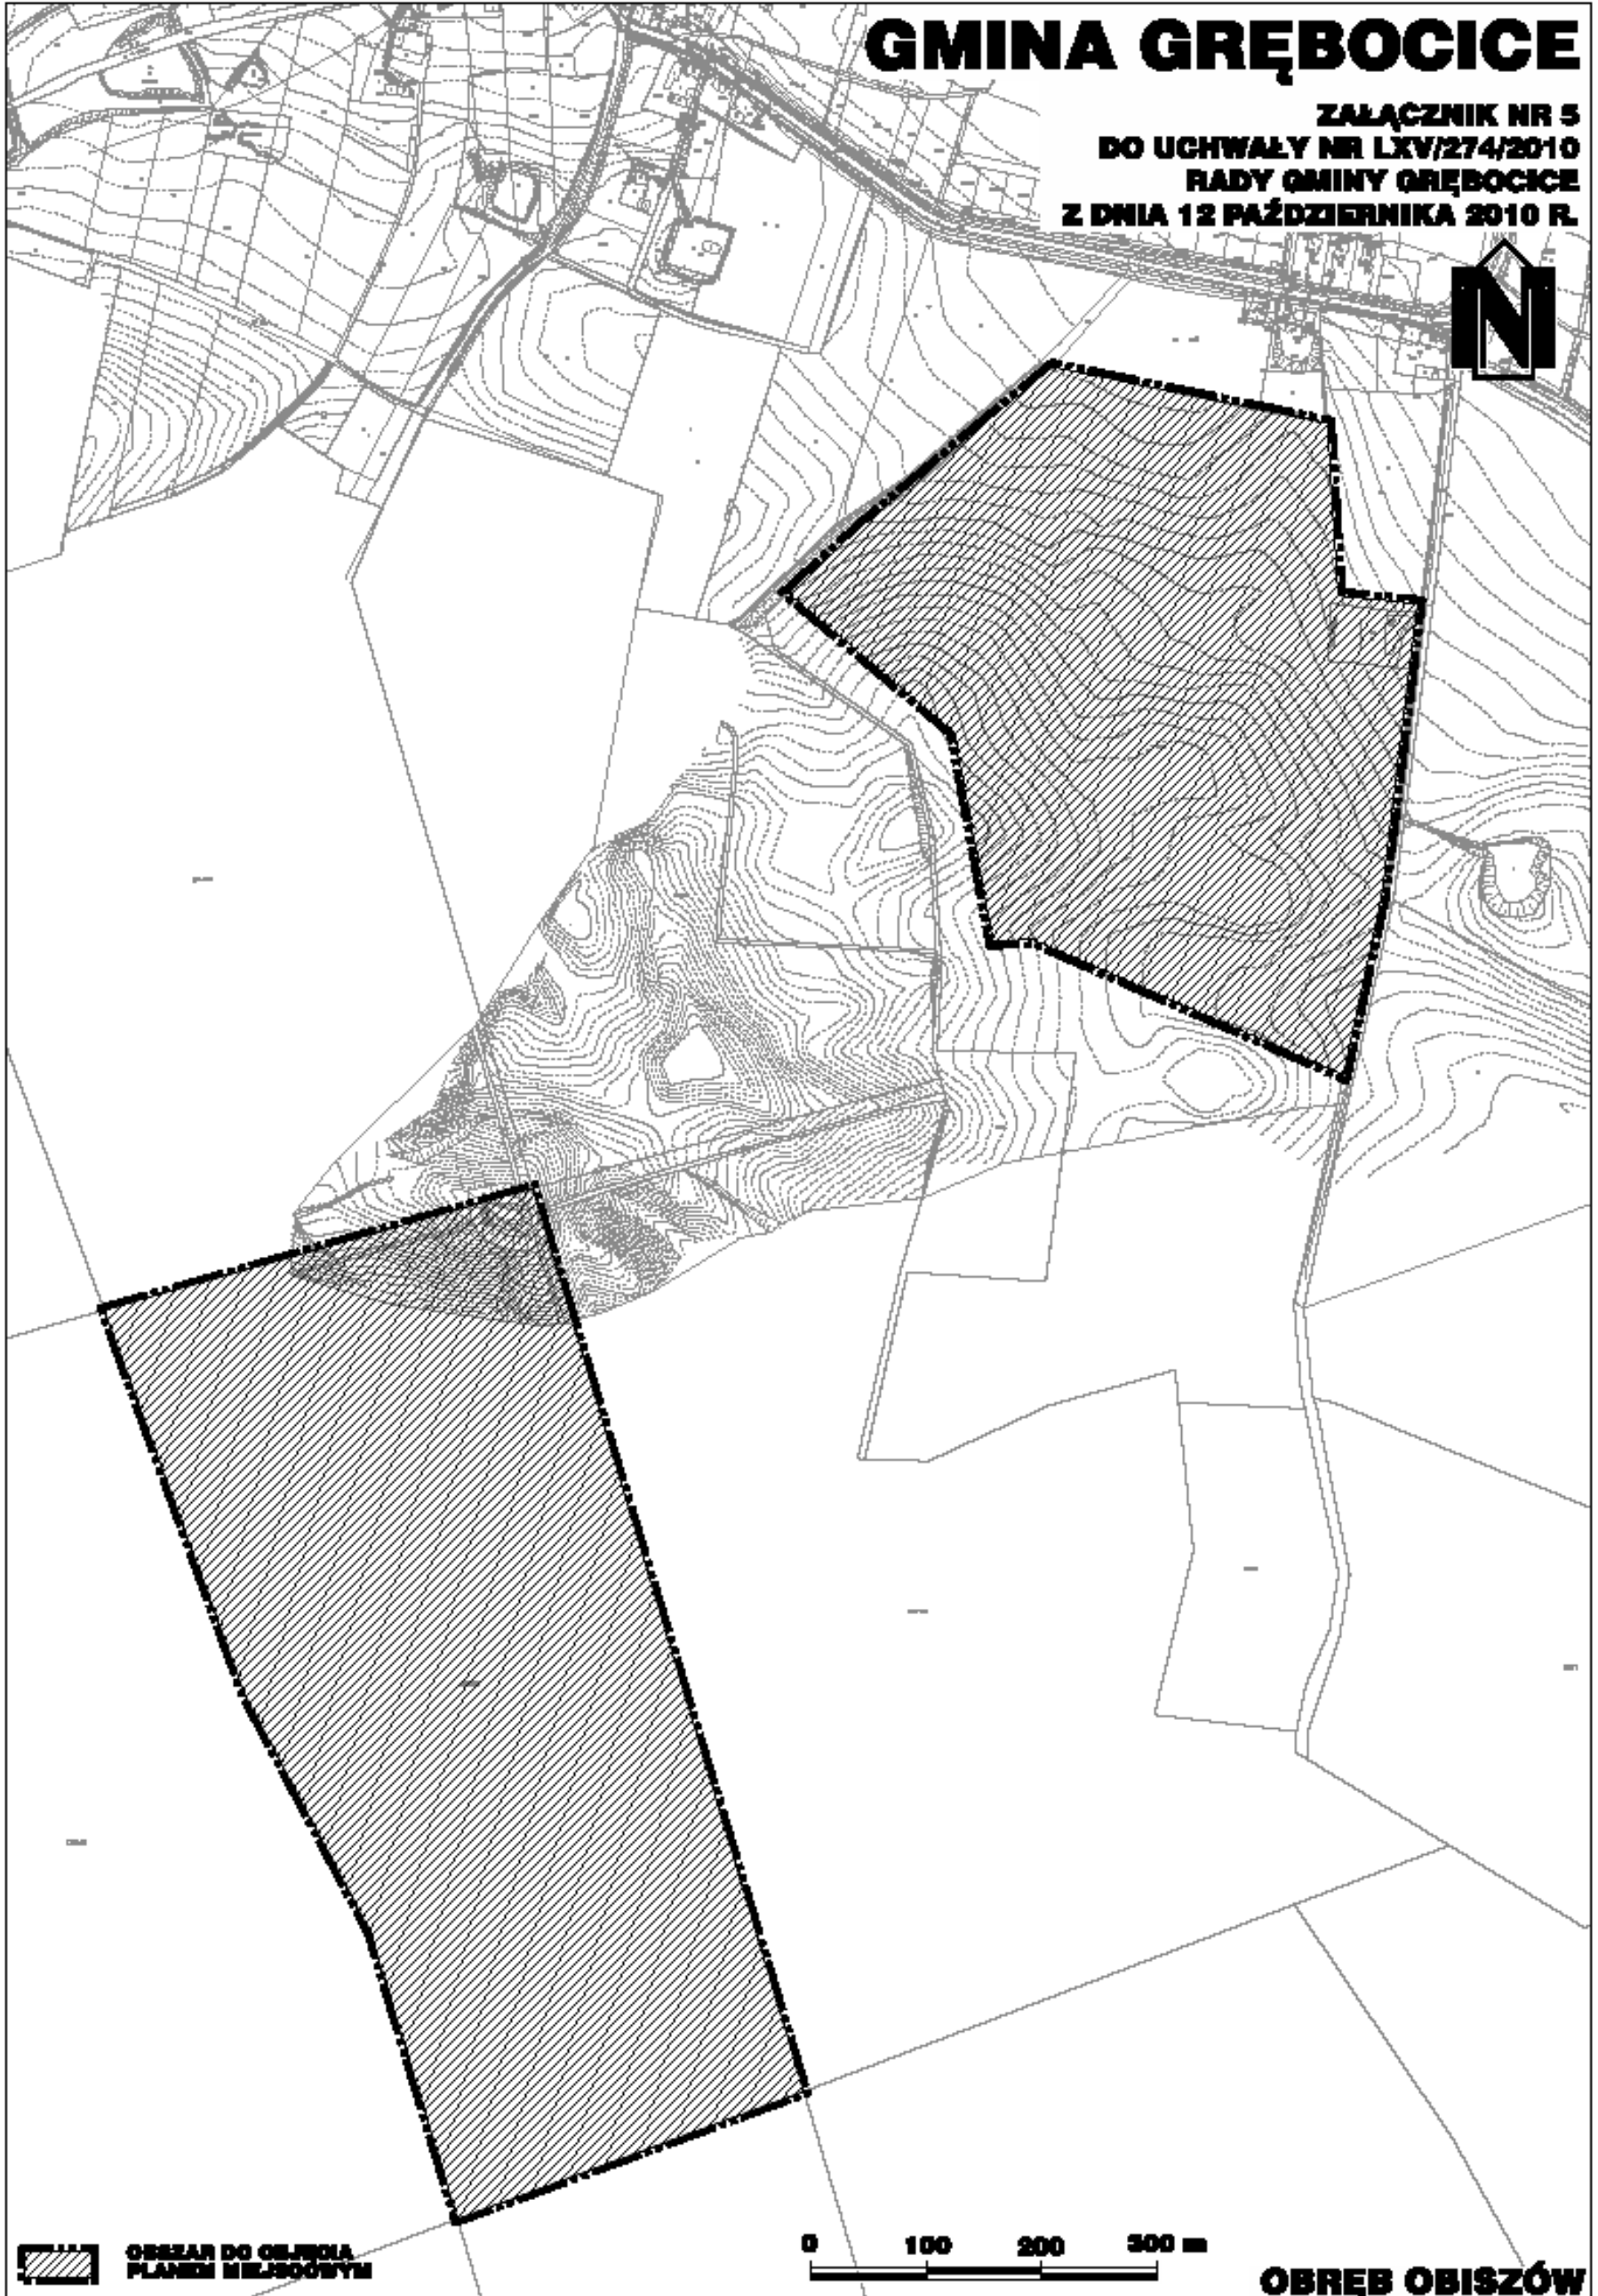 GMINA GRĘBOCICE
ZAŁĄCZNIK NR 5
DO UCHWAŁY NR LXV/274/2010
RADY GMINY GRĘBOCICE
Z DNIA 12 PAŹDZIERNIKA 2010 R.
N
OBSZAR DO OBJĘCIA
PLANEM MIEJSCOWYM
0 100 200 300 m
OBRĘB OBISZÓW